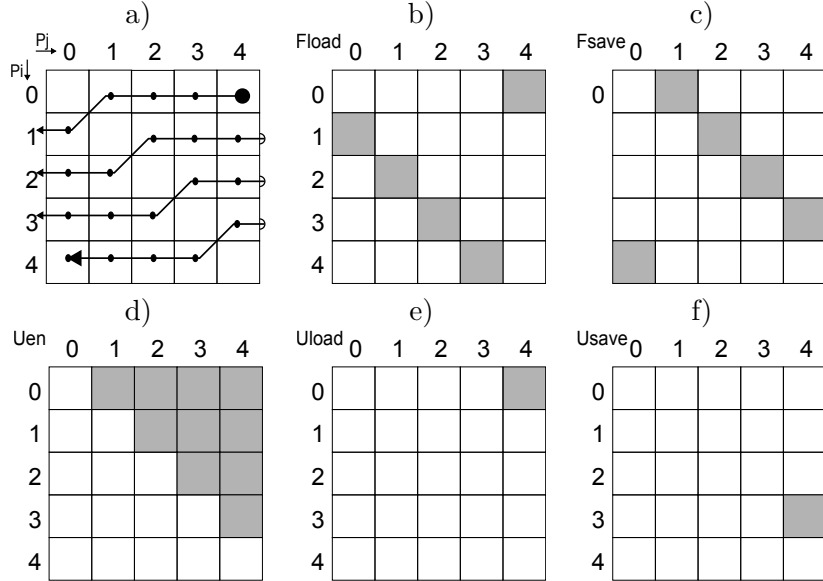 a) b) c)
Pj 0 1 2 3 4 Fload 0 1 2 3 4 Fsave 0 1 2 3 4
Pi
0 0 0
1 1
2 2
3 3
4 4
d) e) f)
Uen 0 1 2 3 4 Uload 0 1 2 3 4 Usave 0 1 2 3 4
0 0 0
1 1 1
2 2 2
3 3 3
4 4 4